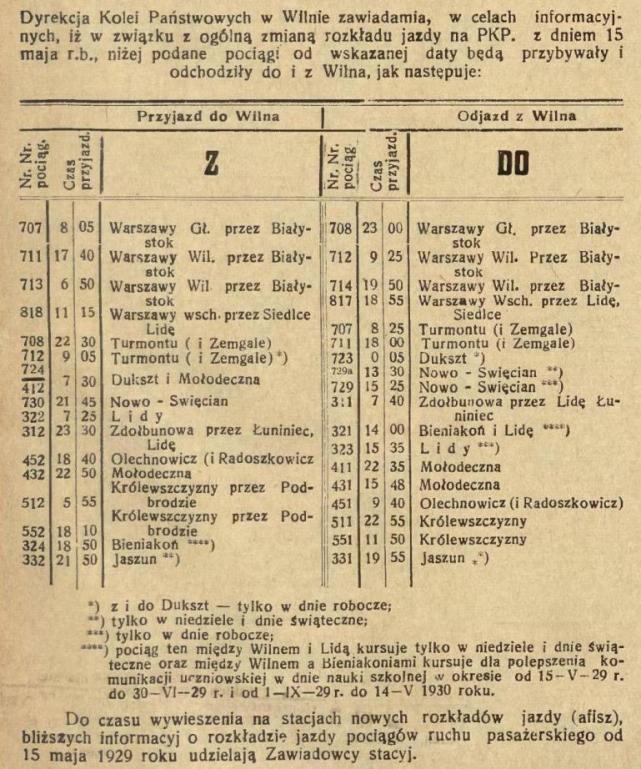 Dyrekcja Kolei Państwowych w Wilnie zawiadamia, w celach informacyj-
nych, iż w związku z ogólną zmianą rozkładu jazdy na PKP. z dniem 15
maja r.b., niżej podane pociągi od wskazanej daty będą przybywały i
odchodziły do i z Wilna, jak następuje:
Przyjazd do Wilna
Nr. Nr. pociąg. Czas przyjazd. Z
707 8 05 Warszawy Gł. przez Biały-
stok
711 17 40 Warszawy Wil. przez Biały-
stok
713 6 50 Warszawy Wil przez Biały-
stok
818 11 15 Warszawy wsch. przez Siedlce
Lidę
708 22 30 Turmontu ( i Zemgale)
712 9 05 Turmontu ( i Zemgale) *)
724
412 7 30 Dukszt i Mołodeczna
730 21 45 Nowo - Święcian
322 7 25 Lidy
312 23 30 Zdołbunowa przez Łuniniec,
Lidę
452 18 40 Olechnowicz (i Radoszkowicz
432 22 50 Mołodeczna
Królewszczyzny przez Pod-
512 5 55 brodzie
Królewszczyzny przez Pod-
552 18 10 brodzie
324 18 50 Bieniakoń ****)
332 21 50 Jaszun **)
Odjazd z Wilna
Nr. Nr. pociąg. Czas przyjazd. DO
708 23 00 Warszawy Gł. przez Biały-
stok
712 9 25 Warszawy Wil. Przez Biały-
stok
714 19 50 Warszawy Wil. przez Biały-
817 18 55 Warszawy Wsch. przez Lidę,
Siedlce
707 8 25 Turmontu (i Zemgale)
711 18 00 Turmontu (i Zemgale)
723 0 05 Dukszt *)
729a 13 30 Nowo - Święcian **)
729 15 25 Nowo - Święcian ***)
311 7 40 Zdołbunowa przez Lidę Łu-
niniec
321 14 00 Bieniakoń i Lidę ****)
323 15 35 Lidy ***)
411 22 35 Mołodeczna
431 15 48 Mołodeczna
451 9 40 Olechnowicz (i Radoszkowicz)
511 22 55 Królewszczyzny
551 11 50 Królewszczyzny
331 19 55 Jaszun **)
*) z i do Dukszt — tylko w dnie robocze;
**) tylko w niedziele i dnie świąteczne;
***) tylko w dnie robocze;
****) pociąg ten między Wilnem i Lidą kursuje tylko w niedziele i dnie świą-
teczne oraz między Wilnem a Bieniakoniami kursuje dla polepszenia ko-
munikacji uczniowskiej w dnie nauki szkolnej w okresie od 15-V-29 r.
do 30-VI-29 r. i od 1-IX-29 r. do 14-V 1930 roku.
Do czasu wywieszenia na stacjach nowych rozkładów jazdy (afisz),
bliższych informacyj o rozkładzie jazdy pociągów ruchu pasażerskiego od
15 maja 1929 roku udzielają Zawiadowcy stacyj.